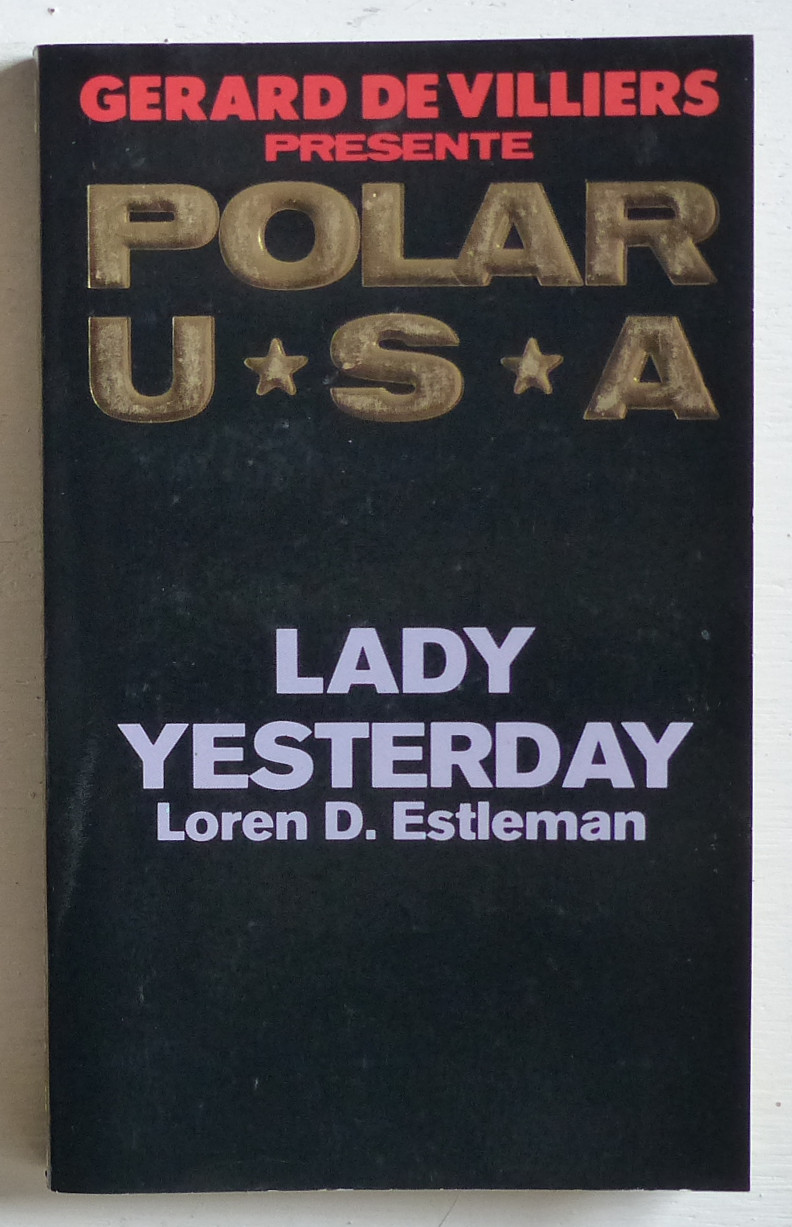 GERARD DE VILLIERS
PRESENTE
POLAR
U★S★A
LADY
YESTERDAY
Loren D. Estleman